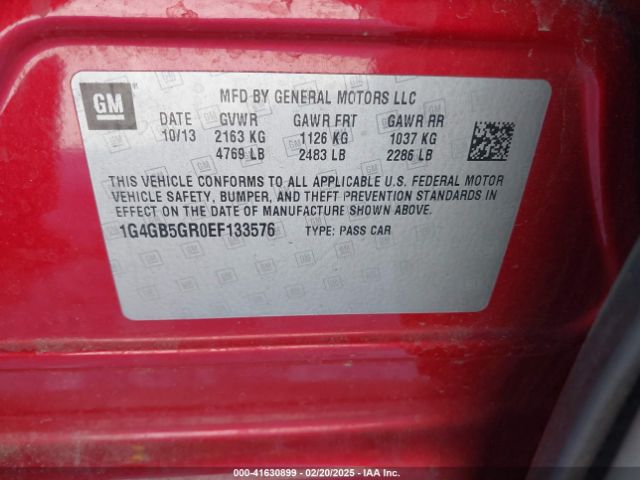 GM
MFD BY GENERAL MOTORS LLC
DATE GVWR GAWR FRT GAWR RR
10/13 2163 KG 1126 KG 1037 KG
4769 LB 2483 LB 2286 LB
THIS VEHICLE CONFORMS TO ALL APPLICABLE U.S. FEDERAL MOTOR
VEHICLE SAFETY, BUMPER, AND THEFT PREVENTION STANDARDS IN
EFFECT ON THE DATE OF MANUFACTURE SHOWN ABOVE.
1G4GB5GR0EF133576 TYPE: PASS CAR
000-41630899 - 02/20/2025 - IAA Inc.